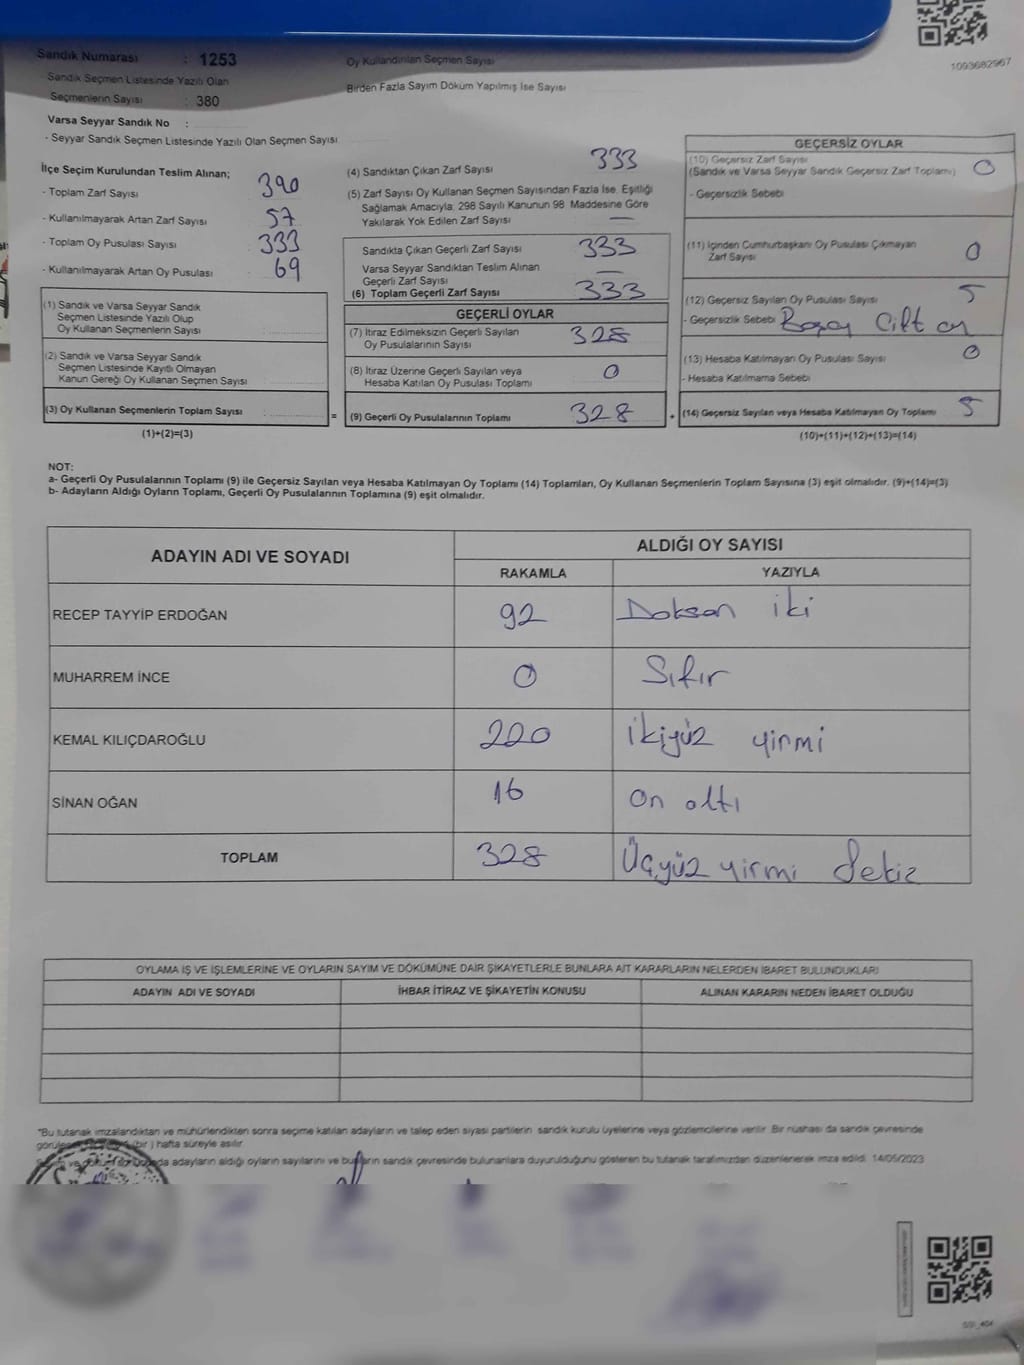 1093682967
Sandık Numarası : 1253
Sandık Seçmen Listesinde Yazılı Olan
Seçmenlerin Sayısı : 380
Varsa Seyyar Sandık No :
- Seyyar Sandık Seçmen Listesinde Yazılı Olan Seçmen Sayısı
Oy Kullandırılan Seçmen Sayısı
Birden Fazla Sayım Döküm Yapılmış İse Sayısı
İlçe Seçim Kurulundan Teslim Alınan;
- Toplam Zarf Sayısı 390
- Kullanılmayarak Artan Zarf Sayısı 57
- Toplam Oy Pusulası Sayısı 333
- Kullanılmayarak Artan Oy Pusulası 69
(1) Sandık ve Varsa Seyyar Sandık
Seçmen Listesinde Yazılı Olup
Oy Kullanan Seçmenlerin Sayısı
(2) Sandık ve Varsa Seyyar Sandık
Seçmen Listesinde Kayıtlı Olmayan
Kanun Gereği Oy Kullanan Seçmen Sayısı
(3) Oy Kullanan Seçmenlerin Toplam Sayısı =
(1)+(2)=(3)
(4) Sandıktan Çıkan Zarf Sayısı 333
(5) Zarf Sayısı Oy Kullanan Seçmen Sayısından Fazla İse, Eşitliği
Sağlamak Amacıyla, 298 Sayılı Kanunun 98. Maddesine Göre
Yakılarak Yok Edilen Zarf Sayısı —
Sandıkta Çıkan Geçerli Zarf Sayısı 333
Varsa Seyyar Sandıktan Teslim Alınan
Geçerli Zarf Sayısı —
(6) Toplam Geçerli Zarf Sayısı 333
GEÇERLİ OYLAR
(7) İtiraz Edilmeksizin Geçerli Sayılan
Oy Pusulalarının Sayısı 328
(8) İtiraz Üzerine Geçerli Sayılan veya
Hesaba Katılan Oy Pusulası Toplamı 0
(9) Geçerli Oy Pusulalarının Toplamı 328 +
GEÇERSİZ OYLAR
(10) Geçersiz Zarf Sayısı
(Sandık ve Varsa Seyyar Sandık Geçersiz Zarf Toplamı) 0
- Geçersizlik Sebebi
(11) İçinden Cumhurbaşkanı Oy Pusulası Çıkmayan
Zarf Sayısı 0
(12) Geçersiz Sayılan Oy Pusulası Sayısı 5
- Geçersizlik Sebebi Çift oy
(13) Hesaba Katılmayan Oy Pusulası Sayısı 0
- Hesaba Katılmama Sebebi
(14) Geçersiz Sayılan veya Hesaba Katılmayan Oy Toplamı 5
(10)+(11)+(12)+(13)=(14)
NOT:
a- Geçerli Oy Pusulalarının Toplamı (9) ile Geçersiz Sayılan veya Hesaba Katılmayan Oy Toplamı (14) Toplamları, Oy Kullanan Seçmenlerin Toplam Sayısına (3) eşit olmalıdır. (9)+(14)=(3)
b- Adayların Aldığı Oyların Toplamı, Geçerli Oy Pusulalarının Toplamına (9) eşit olmalıdır.
ADAYIN ADI VE SOYADI ALDIĞI OY SAYISI
RAKAMLA YAZIYLA
RECEP TAYYİP ERDOĞAN 92 Doksan iki
MUHARREM İNCE 0 Sıfır
KEMAL KILIÇDAROĞLU 220 ikiyüz yirmi
SİNAN OĞAN 16 On altı
TOPLAM 328 Üçyüz yirmi sekiz
OYLAMA İŞ VE İŞLEMLERİNE VE OYLARIN SAYIM VE DÖKÜMÜNE DAİR ŞİKAYETLERLE BUNLARA AİT KARARLARIN NELERDEN İBARET BULUNDUKLARI
ADAYIN ADI VE SOYADI İHBAR İTİRAZ VE ŞİKAYETİN KONUSU ALINAN KARARIN NEDEN İBARET OLDUĞU
*Bu tutanak imzalandıktan ve mühürlendikten sonra seçime katılan adayların ve talep eden siyasi partilerin sandık kurulu üyelerine veya gözlemcilerine verilir. Bir nüshası da sandık çevresinde
(bir) hafta süreyle asılır.
adayların aldığı oyların sayılarını ve bunların sandık çevresinde bulunanlara duyurulduğunu gösteren bu tutanak tarafımızdan düzenlenerek imza edildi. 14/05/2023